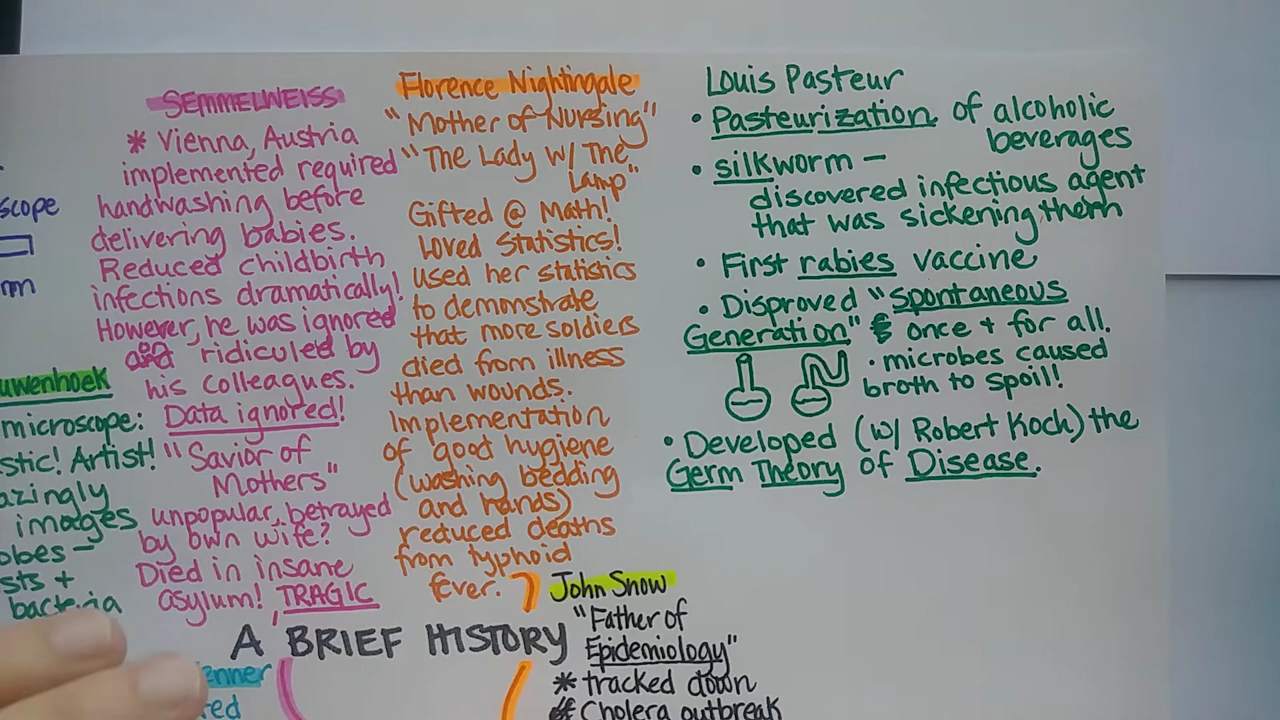 scope
rm
uwenhoek
microscope:
stic! Artist!
azingly
images
obes —
sts +
bacteria
SEMMELWEISS
* Vienna, Austria
implemented required
handwashing before
delivering babies.
Reduced childbirth
infections dramatically!
However, he was ignored
and ridiculed by
his colleagues.
Data ignored!
"Savior of
Mothers"
unpopular, betrayed
by own wife?
Died in insane
asylum! TRAGIC
Florence Nightingale
"Mother of Nursing"
"The Lady w/ The
Lamp"
Gifted @ Math!
Loved Statistics!
used her statistics
to demonstrate
that more soldiers
died from illness
than wounds.
Implementation
of good hygiene
(washing bedding
and hands)
reduced deaths
from typhoid
fever.
Louis Pasteur
• Pasteurization of alcoholic
beverages
• silkworm —
discovered infectious agent
that was sickening them
• First rabies vaccine
• Disproved "Spontaneous
Generation" once + for all.
• microbes caused
broth to spoil!
• Developed (w/ Robert Koch) the
Germ Theory of Disease.
A BRIEF HISTORY
John Snow
"Father of
Epidemiology"
* tracked down
Cholera outbreak
enner
red